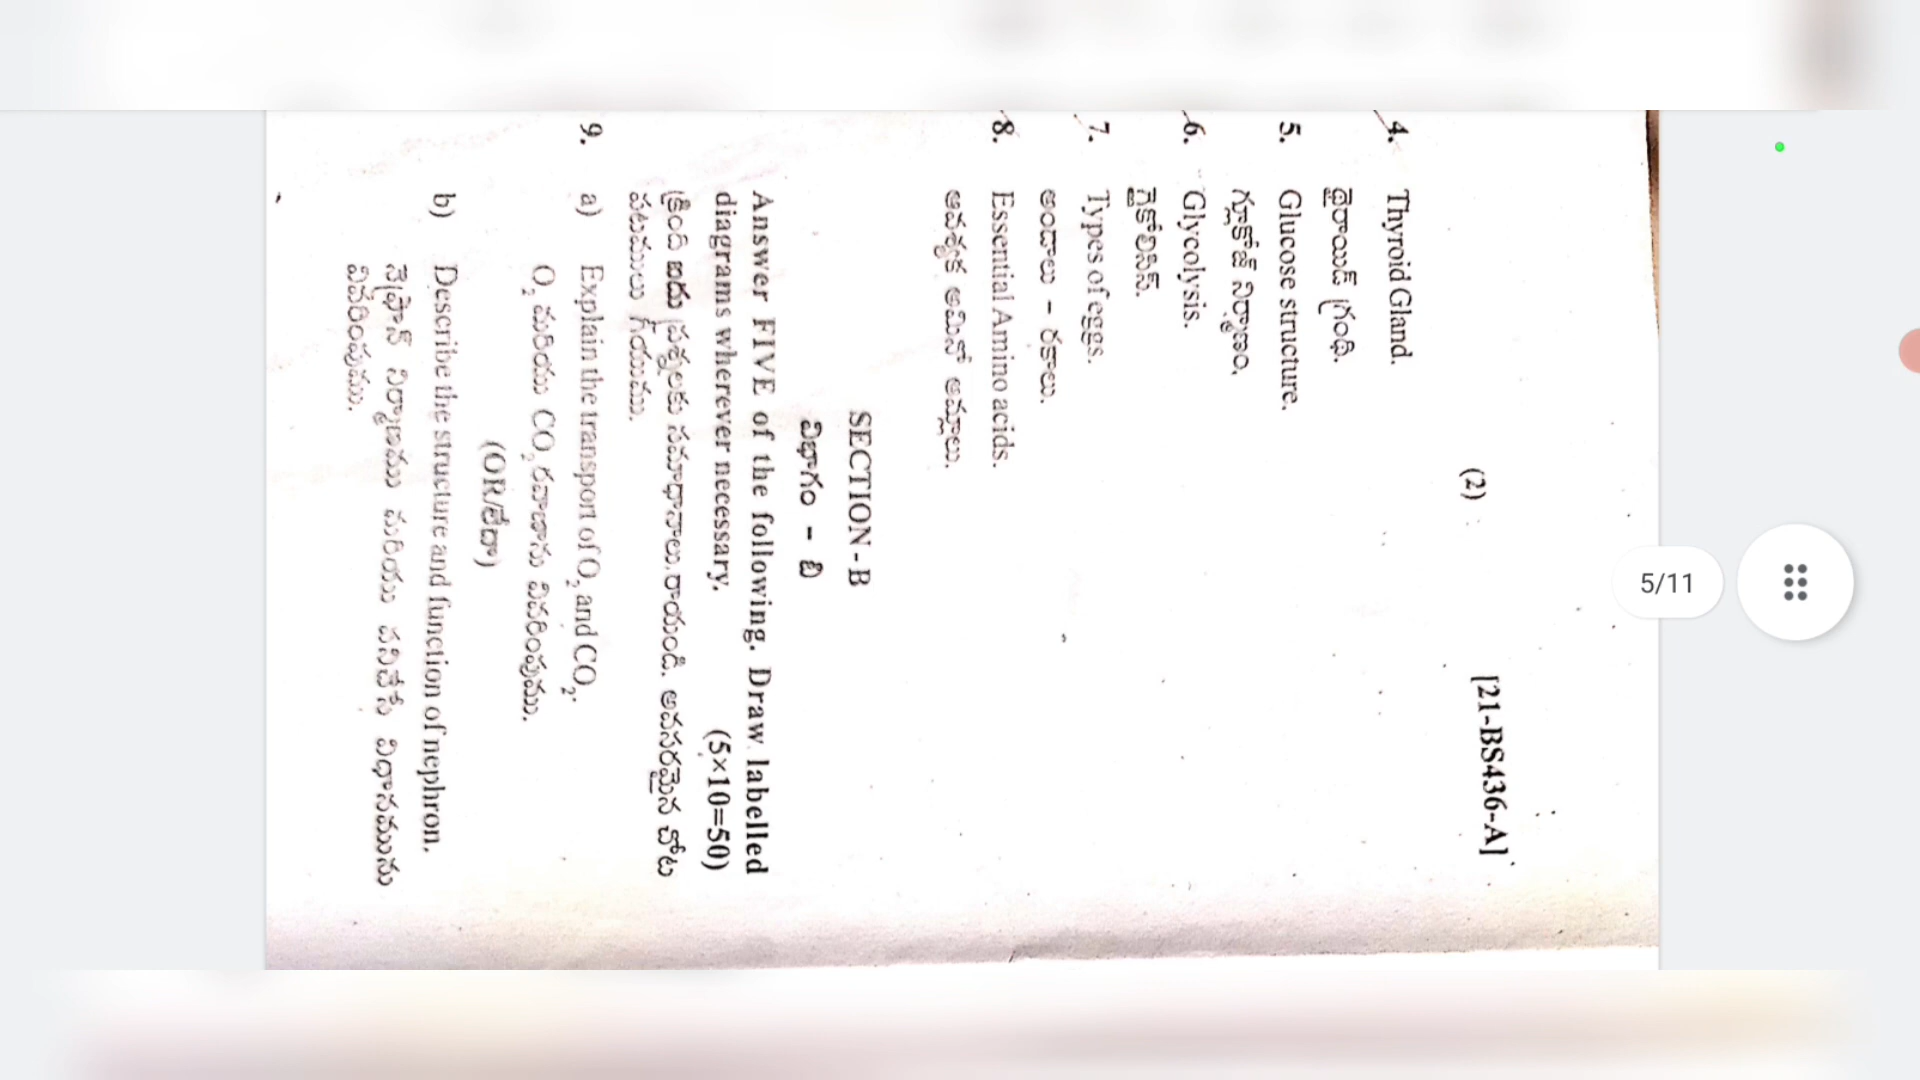 (2)
[21-BS436-A]
4. Thyroid Gland.
థైరాయిడ్ గ్రంథి.
5. Glucose structure.
గ్లూకోజ్ నిర్మాణం.
6. Glycolysis.
గ్లైకోలిసిస్.
7. Types of eggs.
అండాలు - రకాలు.
8. Essential Amino acids.
ఆవశ్యక అమినో ఆమ్లాలు.
SECTION - B
విభాగం - బి
Answer FIVE of the following. Draw labelled
diagrams wherever necessary. (5×10=50)
క్రింది ఐదు ప్రశ్నలకు సమాధానాలు రాయండి. అవసరమైన చోట
పటములు గీయుము.
9. a) Explain the transport of O₂ and CO₂.
O₂ మరియు CO₂ రవాణాను వివరింపుము.
(OR/లేదా)
b) Describe the structure and function of nephron.
నెఫ్రాన్ నిర్మాణము మరియు పనిచేసే విధానమును
వివరింపుము.
5/11